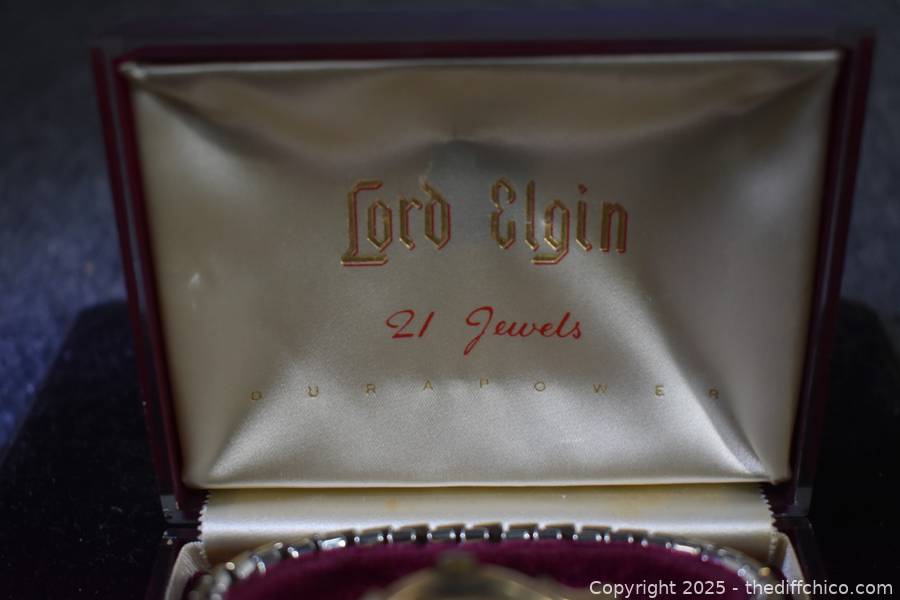 Lord Elgin
21 Jewels
DURAPOWER
Copyright 2025 - thediffchico.com